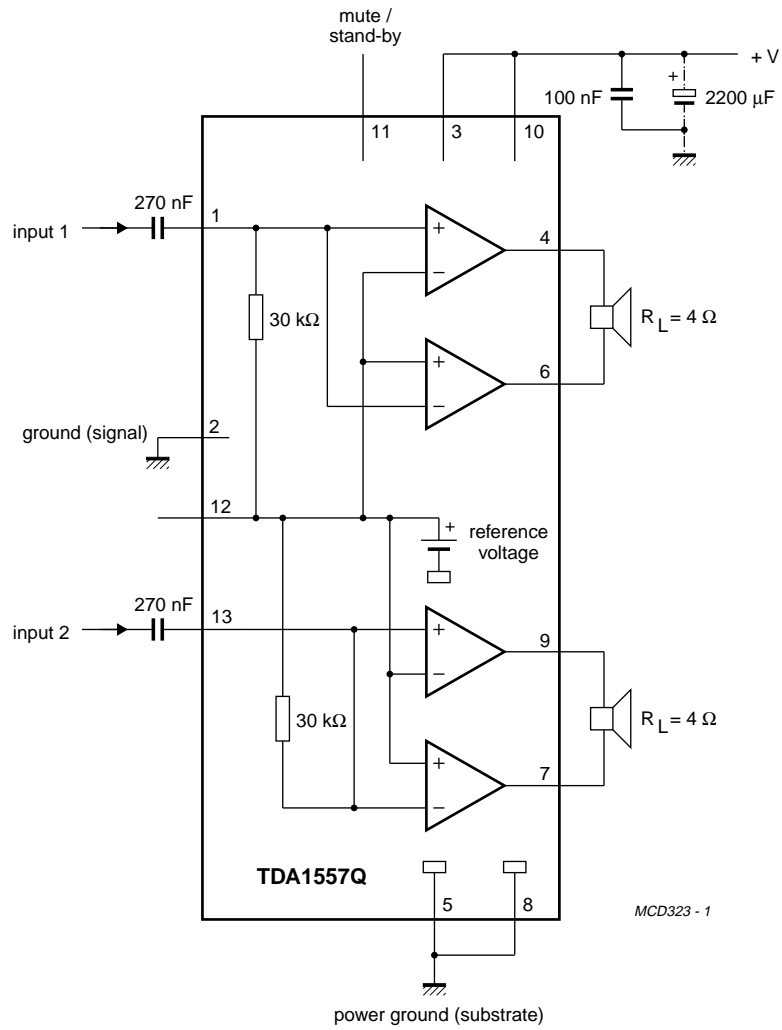 mute /
stand-by
+ V
100 nF
+
2200 µF
11
3
10
270 nF
1
input 1
+
−
4
30 kΩ
R L = 4 Ω
+
−
6
ground (signal)
2
12
+
reference
voltage
270 nF
13
input 2
+
−
9
30 kΩ
R L = 4 Ω
+
−
7
TDA1557Q
5
8
MCD323 - 1
power ground (substrate)